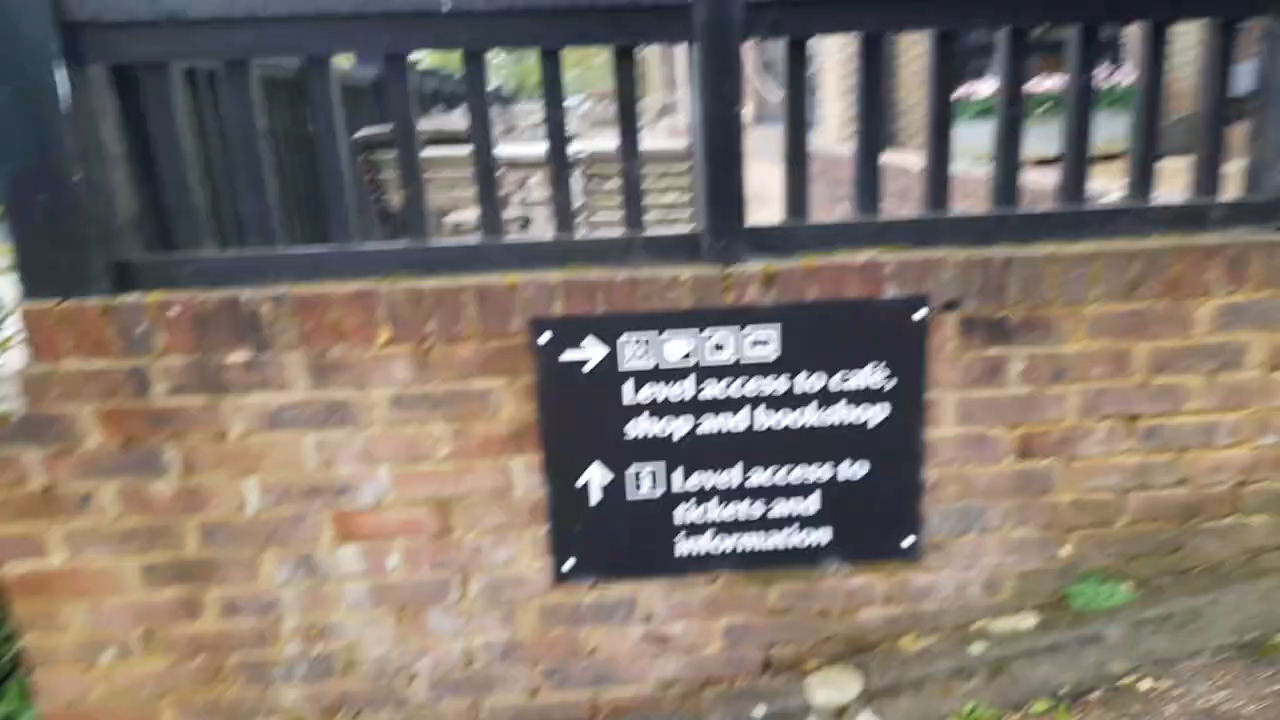 Level access to café,
shop and bookshop
Level access to
tickets and
information